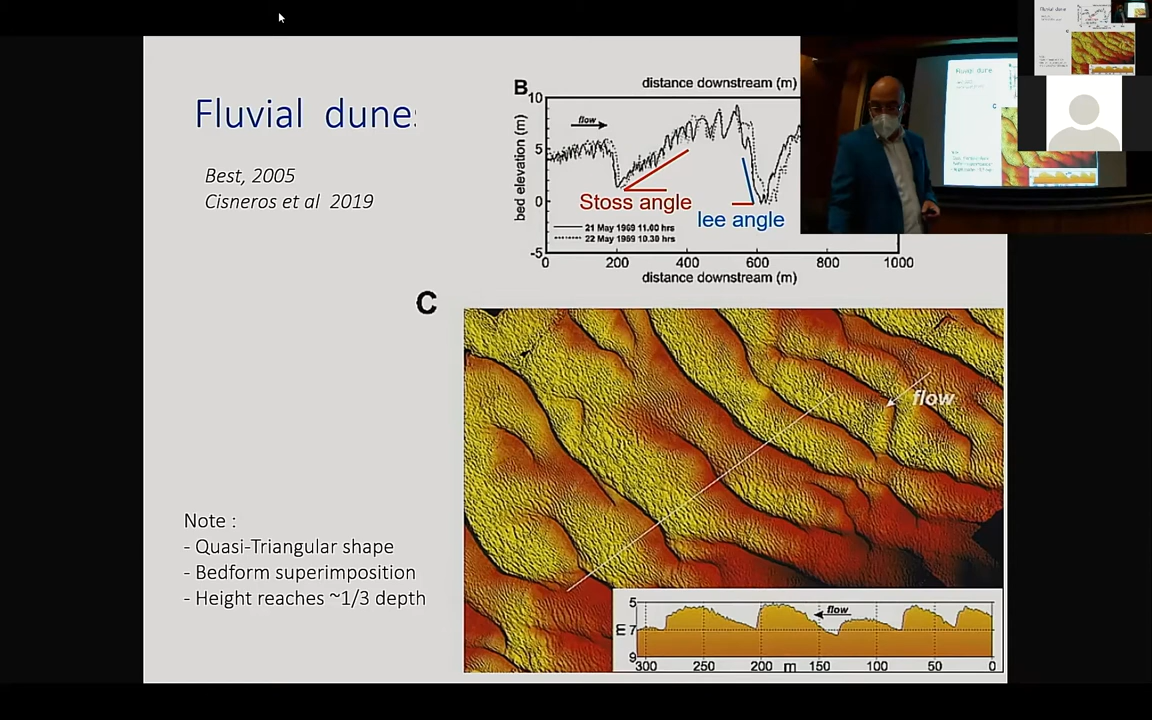 Fluvial dunes
Best, 2005
Cisneros et al 2019
B
distance downstream (m)
10
5
0
-5
bed elevation (m)
flow
Stoss angle
lee angle
21 May 1969 11.00 hrs
22 May 1969 10.30 hrs
0 200 400 600 800 1000
distance downstream (m)
C
flow
Note :
- Quasi-Triangular shape
- Bedform superimposition
- Height reaches ~1/3 depth
5
7
9
m
flow
300 250 200 m 150 100 50 0
Fluvial dune